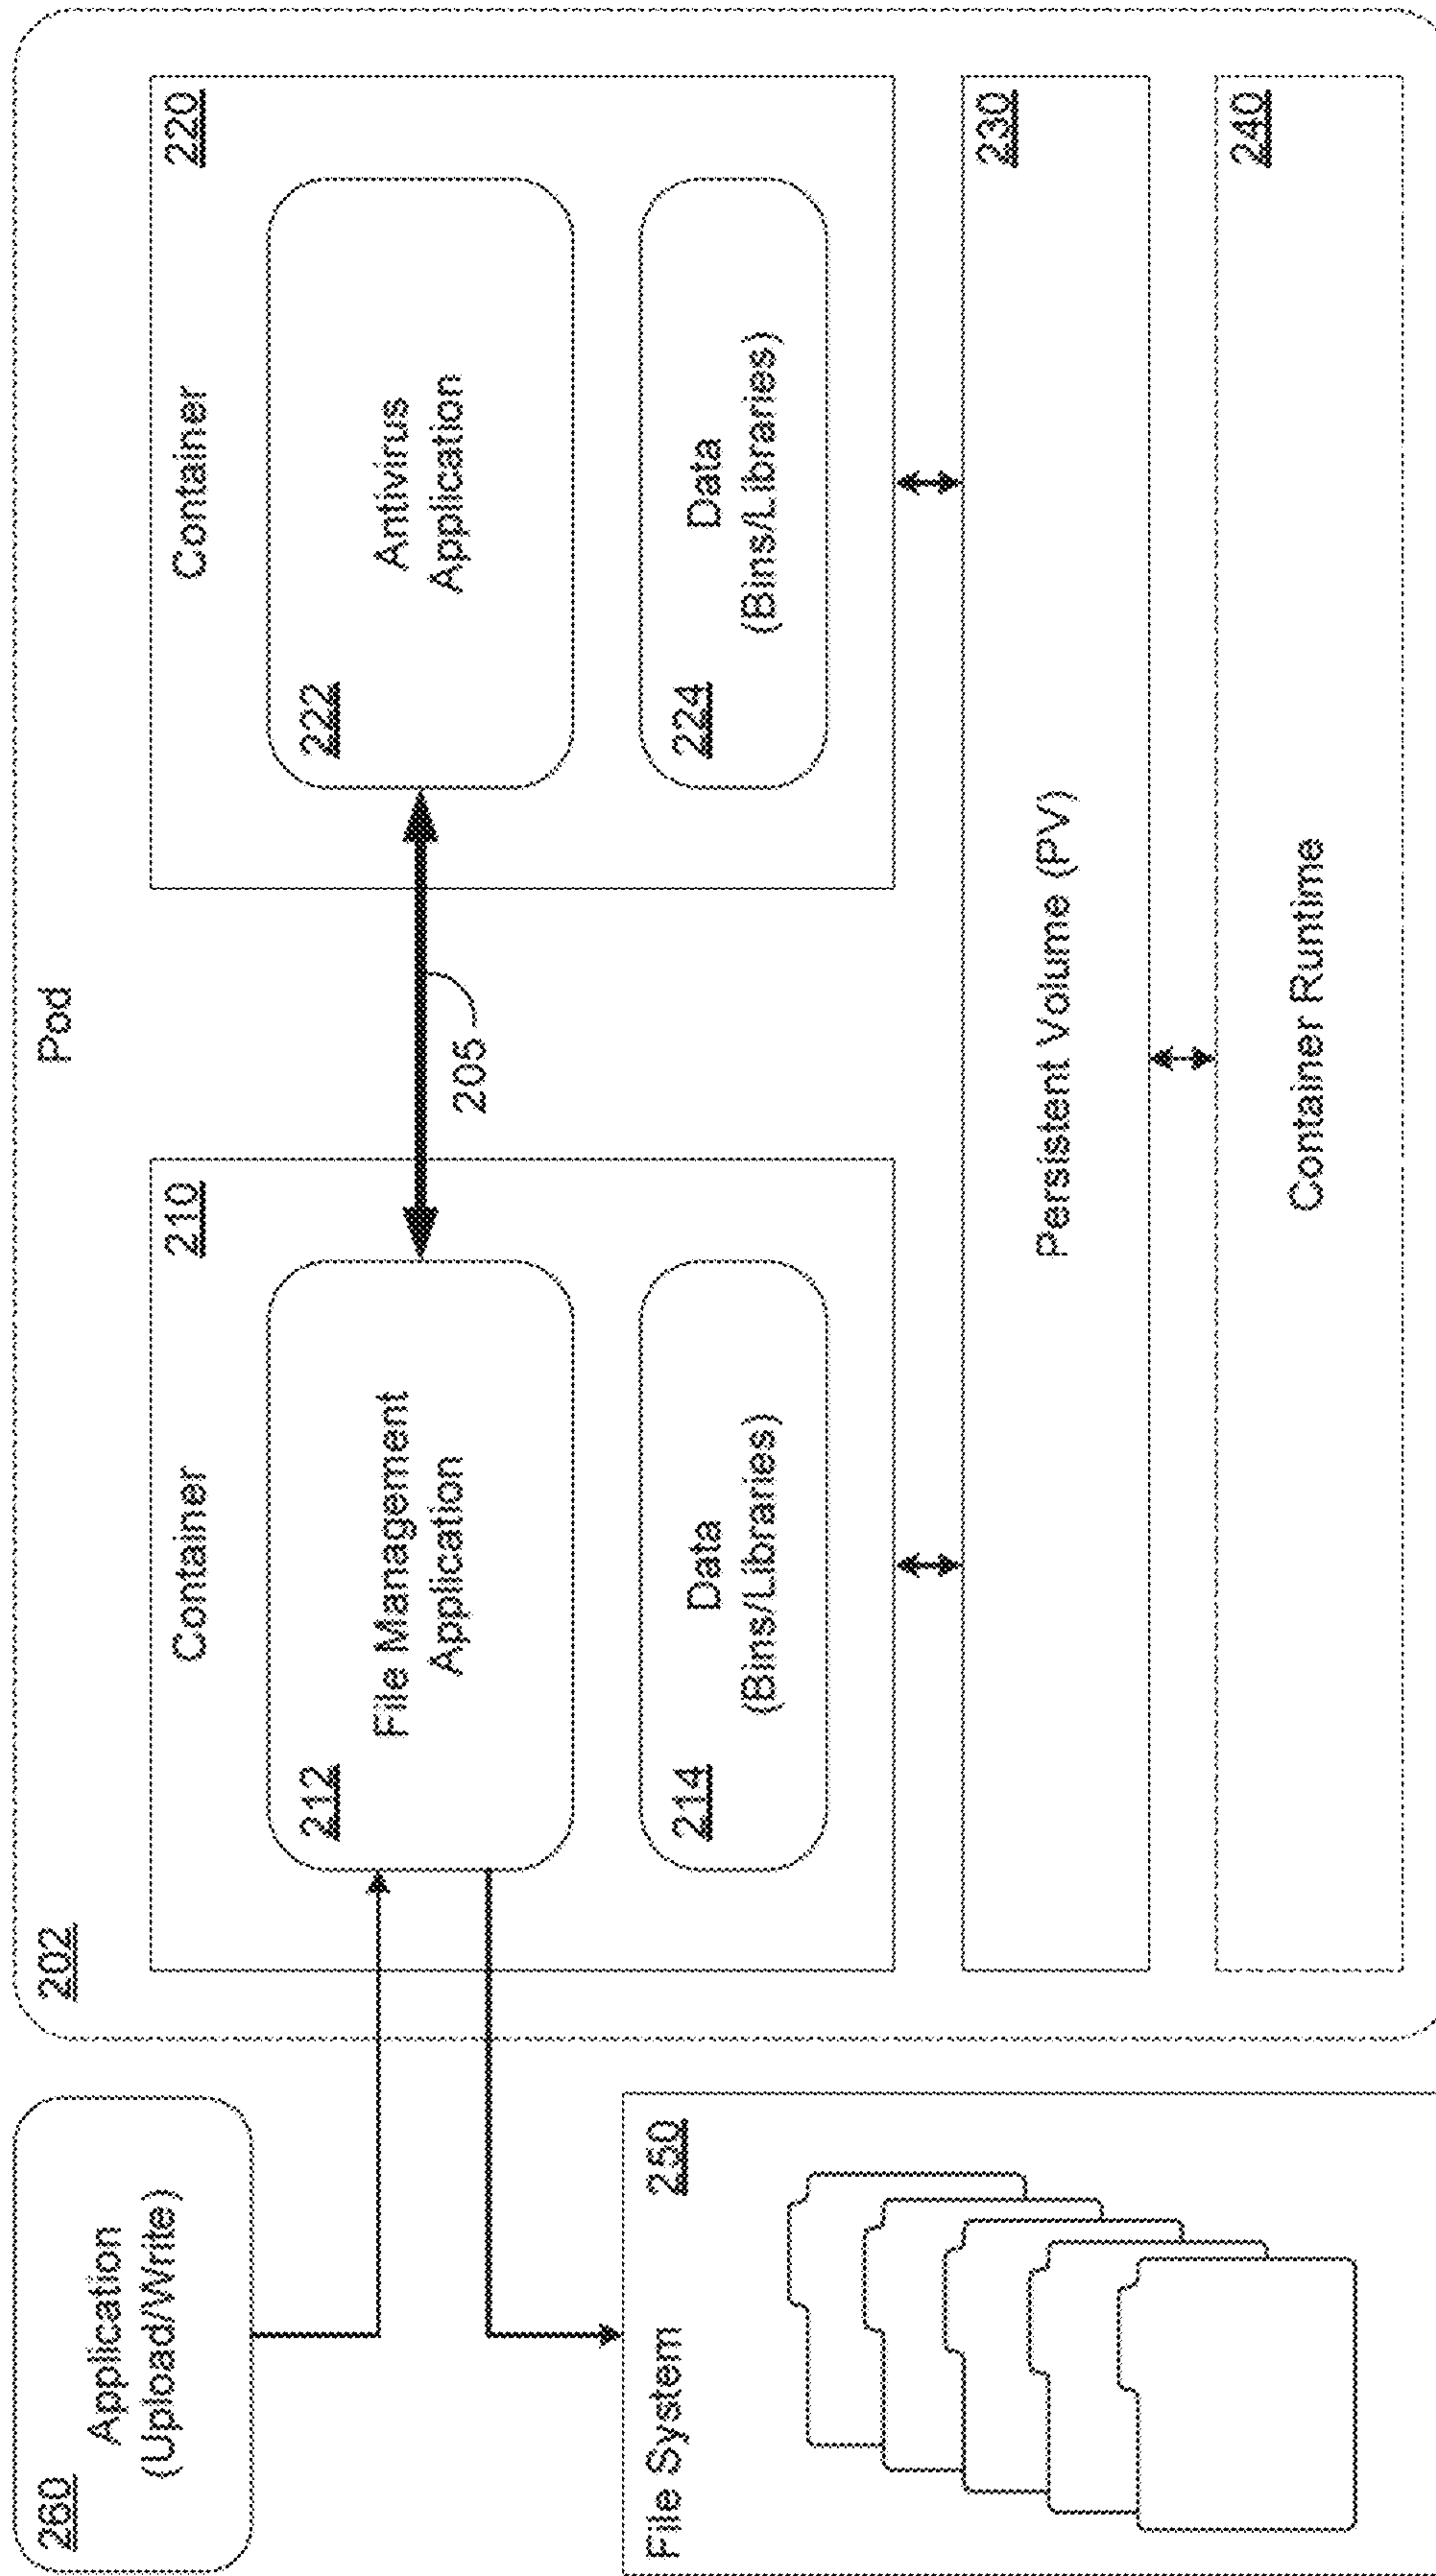 260
Application
(Upload/Write)
File System
250
202
Pod
Container
210
212
File Management
Application
214
Data
(Bins/Libraries)
205
Container
220
222
Antivirus
Application
224
Data
(Bins/Libraries)
Persistent Volume (PV)
230
Container Runtime
240